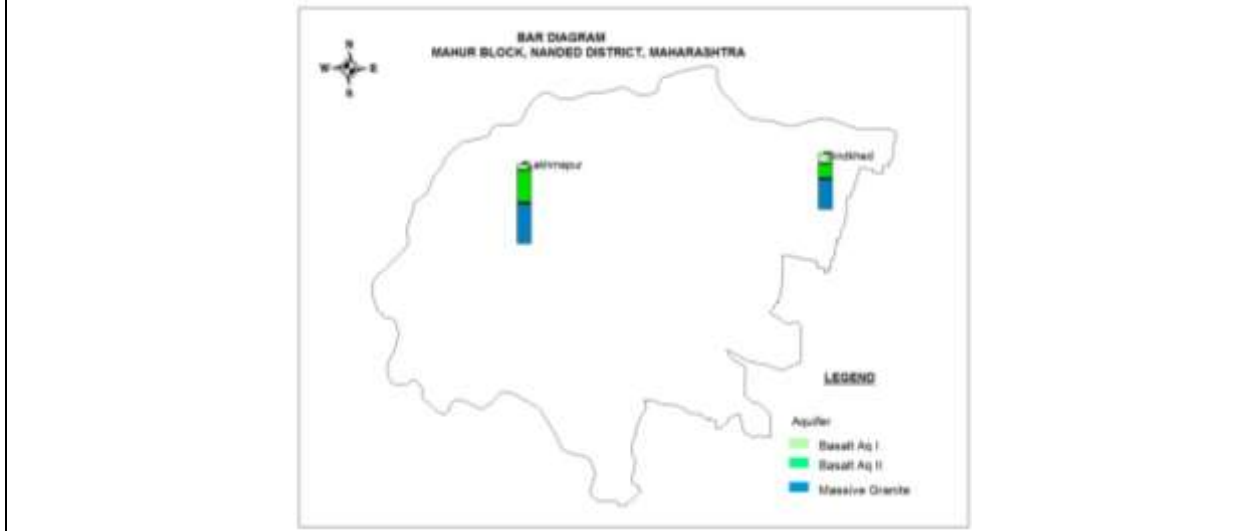 BAR DIAGRAM
MAHUR BLOCK, NANDED DISTRICT, MAHARASHTRA
N
W E
S
LEGEND
Aquifer
Basalt Aq I
Basalt Aq II
Massive Granite